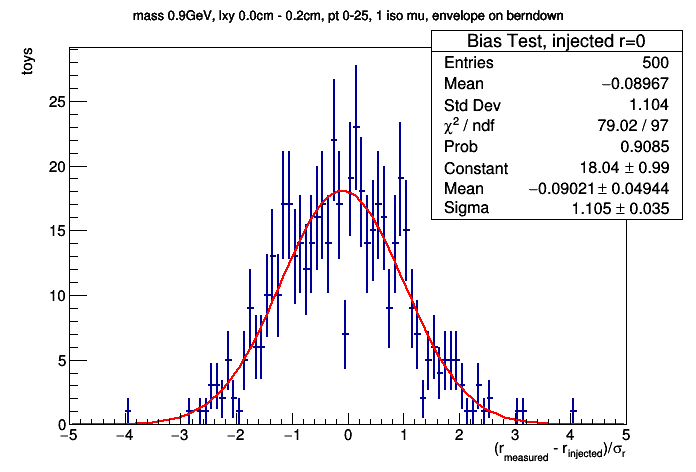 mass 0.9GeV, lxy 0.0cm - 0.2cm, pt 0-25, 1 iso mu, envelope on berndown
toys
Bias Test, injected r=0
Entries 500
Mean −0.08967
Std Dev 1.104
χ² / ndf 79.02 / 97
Prob 0.9085
Constant 18.04 ± 0.99
Mean −0.09021 ± 0.04944
Sigma 1.105 ± 0.035
25
20
15
10
5
0
−5 −4 −3 −2 −1 0 1 2 3 4 5
(r_measured - r_injected)/σ_r